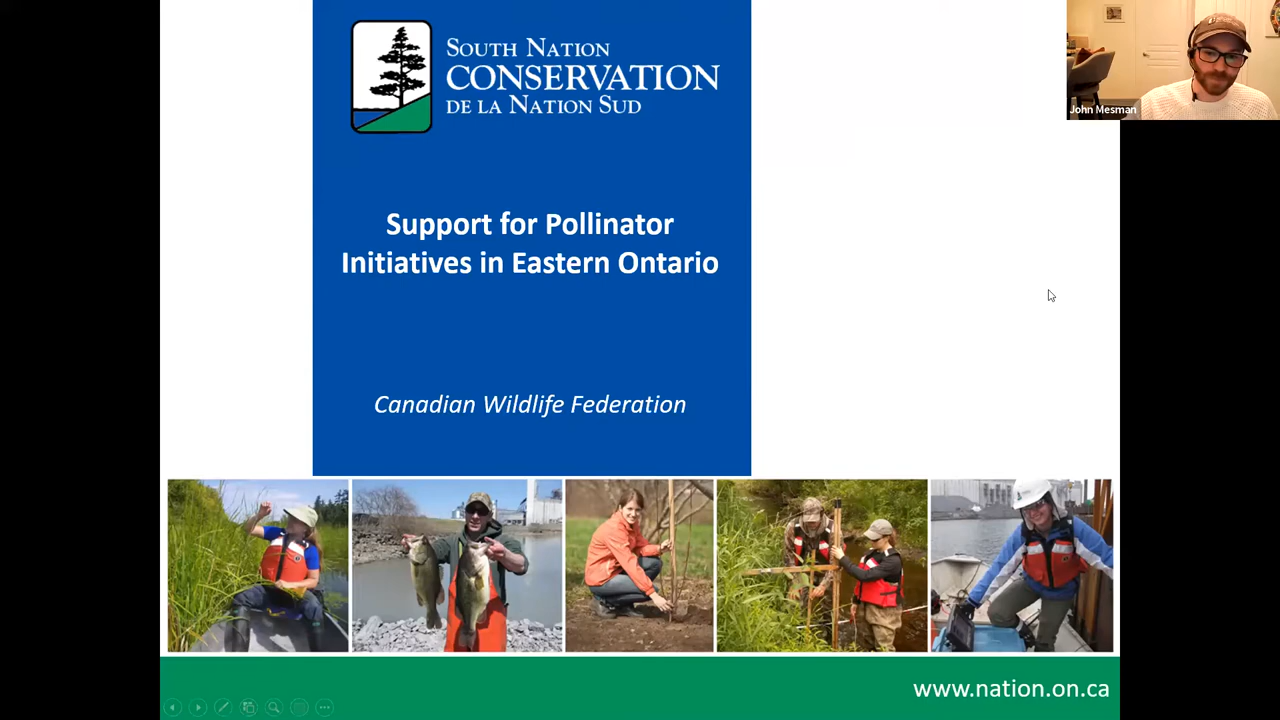 SOUTH NATION
CONSERVATION
DE LA NATION SUD
John Mesman
Support for Pollinator
Initiatives in Eastern Ontario
Canadian Wildlife Federation
www.nation.on.ca